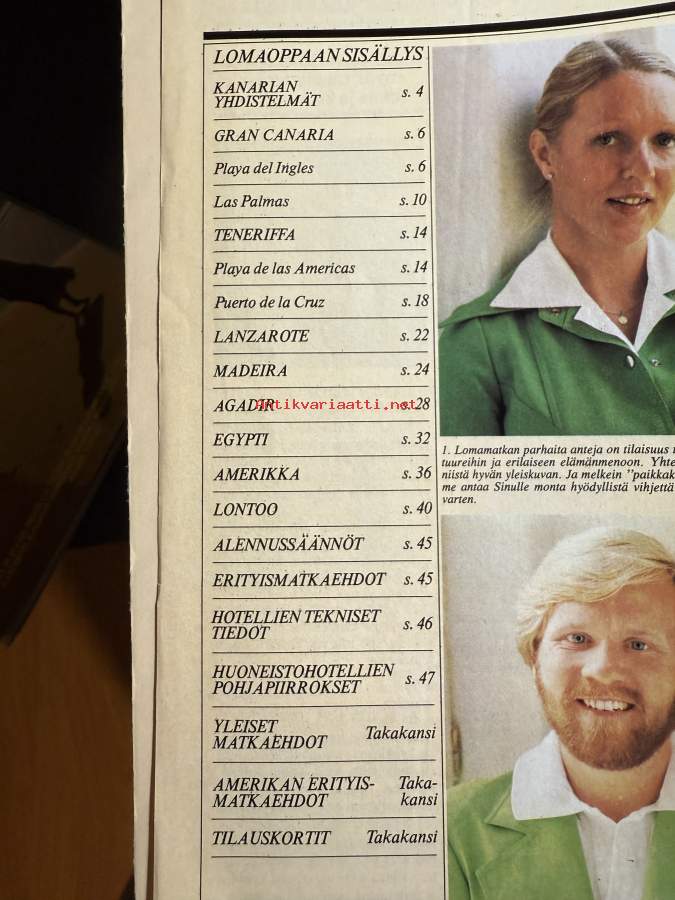 LOMAOPPAAN SISÄLLYS
KANARIAN
YHDISTELMÄT s. 4
GRAN CANARIA s. 6
Playa del Ingles s. 6
Las Palmas s. 10
TENERIFFA s. 14
Playa de las Americas s. 14
Puerto de la Cruz s. 18
LANZAROTE s. 22
MADEIRA s. 24
AGADIR s. 28
Antikvariaatti.net
EGYPTI s. 32
AMERIKKA s. 36
LONTOO s. 40
ALENNUSSÄÄNNÖT s. 45
ERITYISMATKAEHDOT s. 45
HOTELLIEN TEKNISET
TIEDOT s. 46
HUONEISTOHOTELLIEN
POHJAPIIRROKSET s. 47
YLEISET
MATKAEHDOT Takakansi
AMERIKAN ERITYIS- Taka-
MATKAEHDOT kansi
TILAUSKORTIT Takakansi
1. Lomamatkan parhaita anteja on tilaisuus
tuureihin ja erilaiseen elämänmenoon. Yhte
niistä hyvän yleiskuvan. Ja melkein ”paikkak
me antaa Sinulle monta hyödyllistä vihjettä
varten.